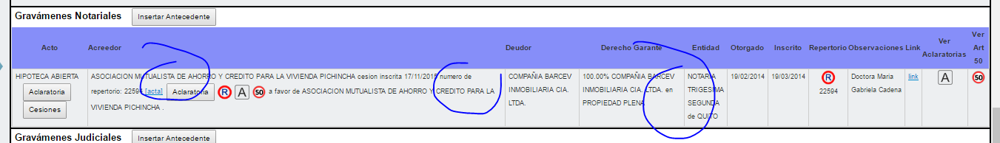 Gravámenes Notariales Insertar Antecedente
Acto Acreedor Deudor Derecho Garante Entidad Otorgado Inscrito Repertorio Observaciones Link Ver Aclaratorias Ver Art 50
HIPOTECA ABIERTA
Aclaratoria
Cesiones
ASOCIACION MUTUALISTA DE AHORRO Y CREDITO PARA LA VIVIENDA PICHINCHA cesion inscrita 17/11/2015 numero de
repertorio: 22594 [acta] Aclaratoria R A 50 a favor de ASOCIACION MUTUALISTA DE AHORRO Y CREDITO PARA LA
VIVIENDA PICHINCHA .
COMPAÑIA BARCEV
INMOBILIARIA CIA.
LTDA.
100.00% COMPAÑIA BARCEV
INMOBILIARIA CIA. LTDA. en
PROPIEDAD PLENA
NOTARIA
TRIGESIMA
SEGUNDA
de QUITO
19/02/2014
19/03/2014
R
22594
Doctora Maria
Gabriela Cadena
link
A
50
Gravámenes Judiciales Insertar Antecedente